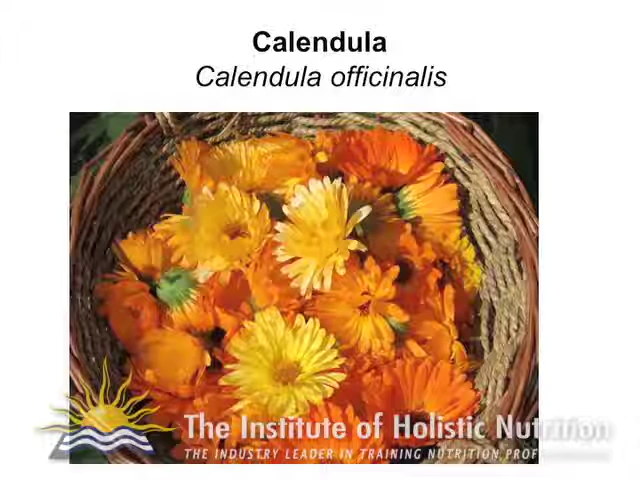 Calendula
Calendula officinalis
The Institute of Holistic Nutrition
THE INDUSTRY LEADER IN TRAINING NUTRITION PROF